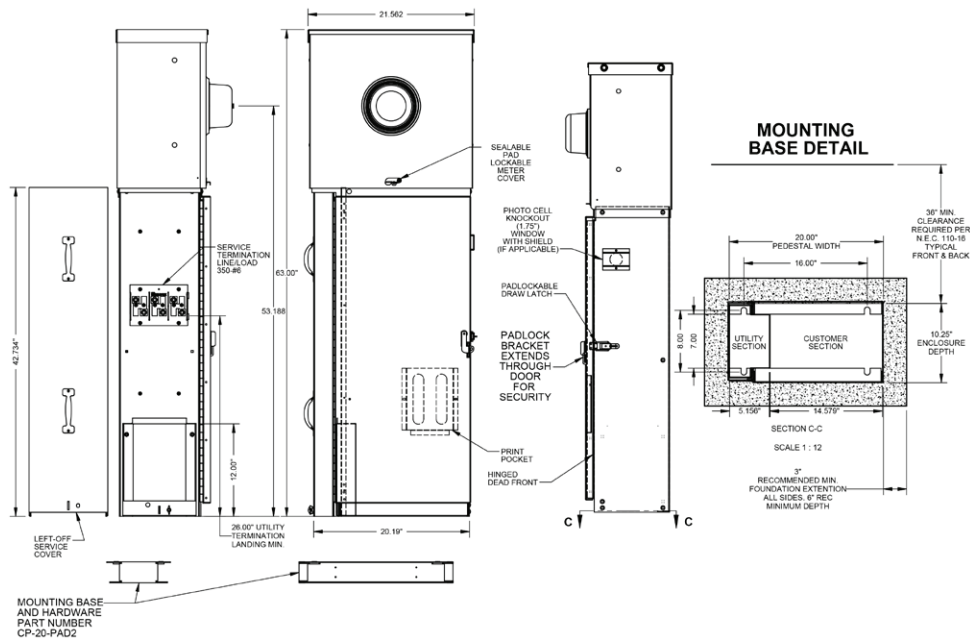 21.562
SEALABLE
PAD
LOCKABLE
METER
COVER
MOUNTING
BASE DETAIL
36" MIN.
CLEARANCE
REQUIRED PER
N.E.C. 110-16
TYPICAL
FRONT & BACK
PHOTO CELL
KNOCKOUT
(1.75")
WINDOW
WITH SHIELD
(IF APPLICABLE)
20.00"
PEDESTAL WIDTH
16.00"
SERVICE
TERMINATION
LINE/LOAD
350-#6
63.00"
53.188
PADLOCKABLE
DRAW LATCH
42.734"
PADLOCK
BRACKET
EXTENDS
THROUGH
DOOR
FOR
SECURITY
8.00
7.00
UTILITY
SECTION
CUSTOMER
SECTION
10.25"
ENCLOSURE
DEPTH
5.156"
14.579"
SECTION C-C
SCALE 1 : 12
12.00"
PRINT
POCKET
HINGED
DEAD FRONT
3"
RECOMMENDED MIN.
FOUNDATION EXTENTION
ALL SIDES. 6" REC
MINIMUM DEPTH
C
C
20.19"
26.00" UTILITY
TERMINATION
LANDING MIN.
LEFT-OFF
SERVICE
COVER
MOUNTING BASE
AND HARDWARE
PART NUMBER
CP-20-PAD2